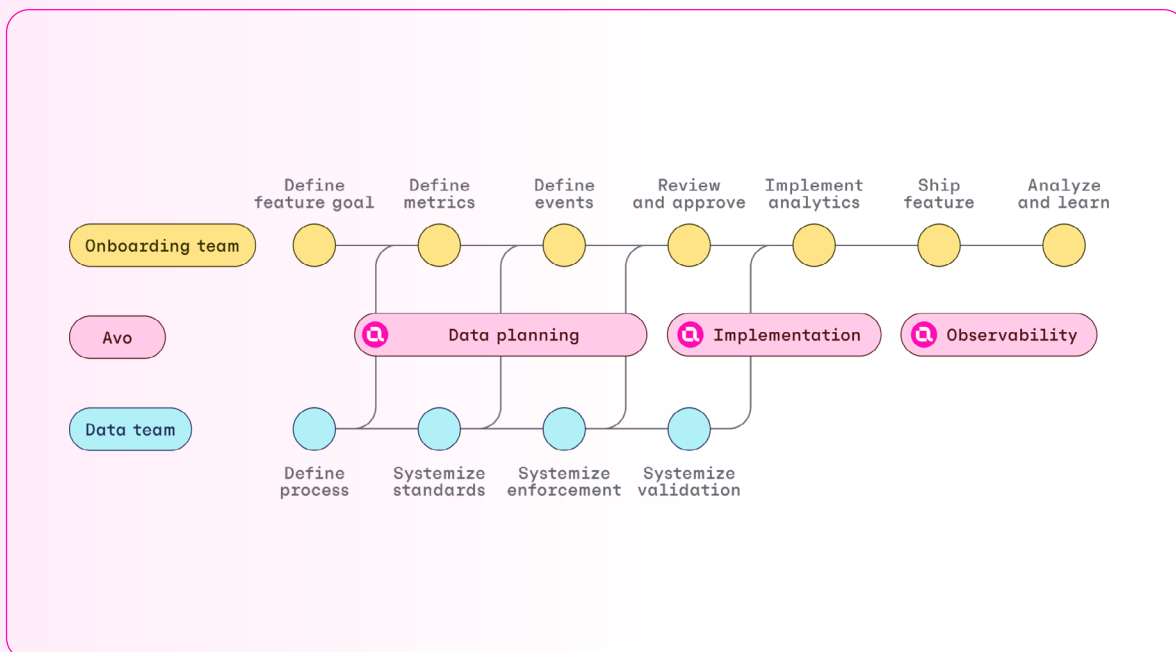 Define
feature goal
Define
metrics
Define
events
Review
and approve
Implement
analytics
Ship
feature
Analyze
and learn
Onboarding team
Avo
Data planning
Implementation
Observability
Data team
Define
process
Systemize
standards
Systemize
enforcement
Systemize
validation